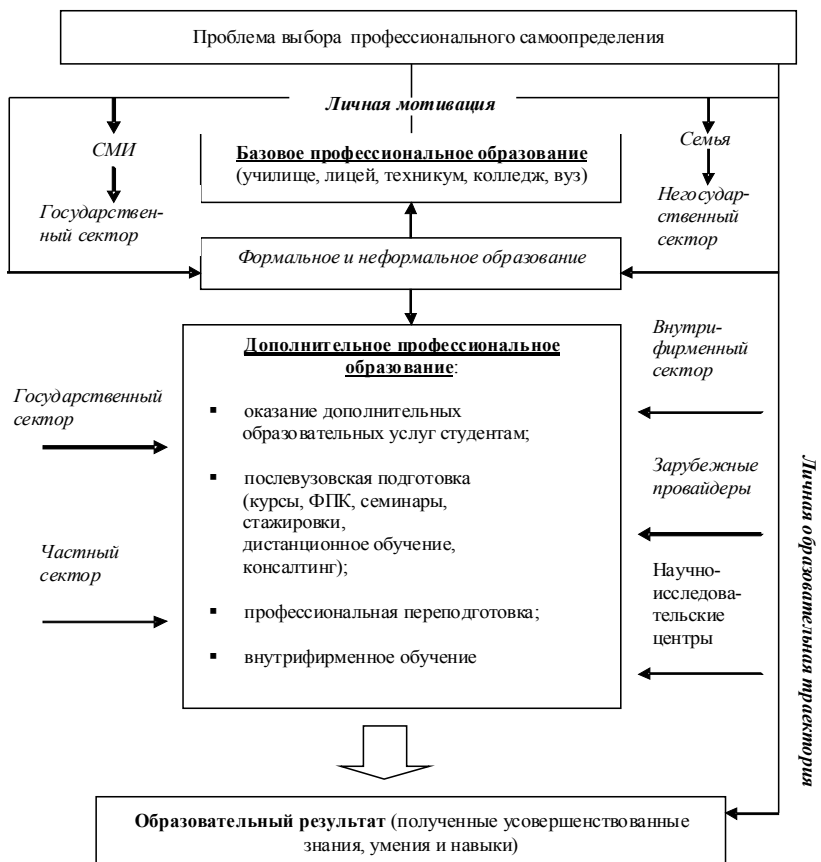 Проблема выбора профессионального самоопределения
Личная мотивация
СМИ
Государствен-
ный сектор
Базовое профессиональное образование
(училище, лицей, техникум, колледж, вуз)
Семья
Негосудар-
ственный
сектор
Формальное и неформальное образование
Дополнительное профессиональное
образование:
▪ оказание дополнительных
образовательных услуг студентам;
▪ послевузовская подготовка
(курсы, ФПК, семинары,
стажировки,
дистанционное обучение,
консалтинг);
▪ профессиональная переподготовка;
▪ внутрифирменное обучение
Государственный
сектор
Частный
сектор
Внутри-
фирменный
сектор
Зарубежные
провайдеры
Научно-
исследова-
тельские
центры
Личная образовательная траектория
Образовательный результат (полученные усовершенствованные
знания, умения и навыки)